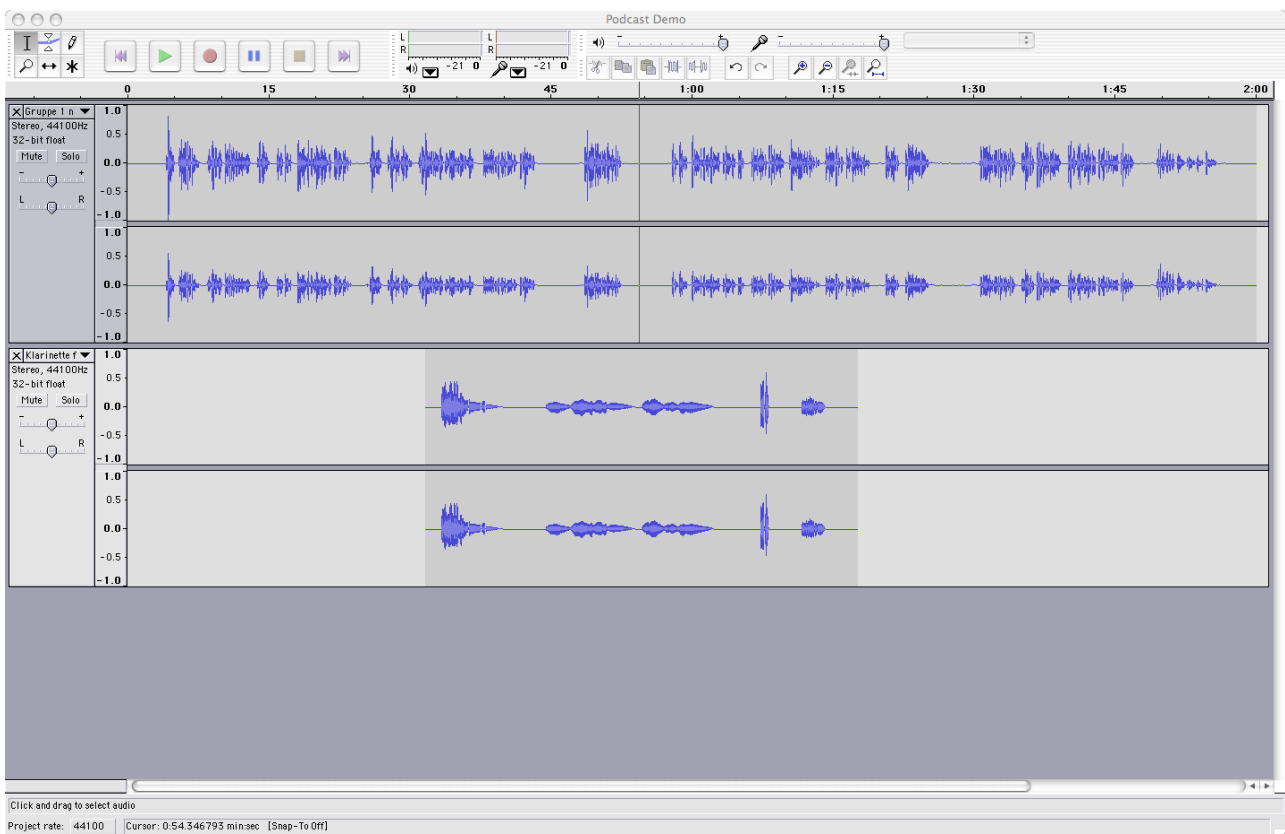 Podcast Demo
L
R
-21 0
L
R
-21 0
- +
- +
0 15 30 45 1:00 1:15 1:30 1:45 2:00
Gruppe 1 n
Stereo, 44100Hz
32-bit float
Mute Solo
- +
L R
1.0
0.5
0.0
-0.5
-1.0
1.0
0.5
0.0
-0.5
-1.0
Klarinette f
Stereo, 44100Hz
32-bit float
Mute Solo
- +
L R
1.0
0.5
0.0
-0.5
-1.0
1.0
0.5
0.0
-0.5
-1.0
Click and drag to select audio
Project rate: 44100 Cursor: 0:54.346793 min:sec [Snap-To Off]